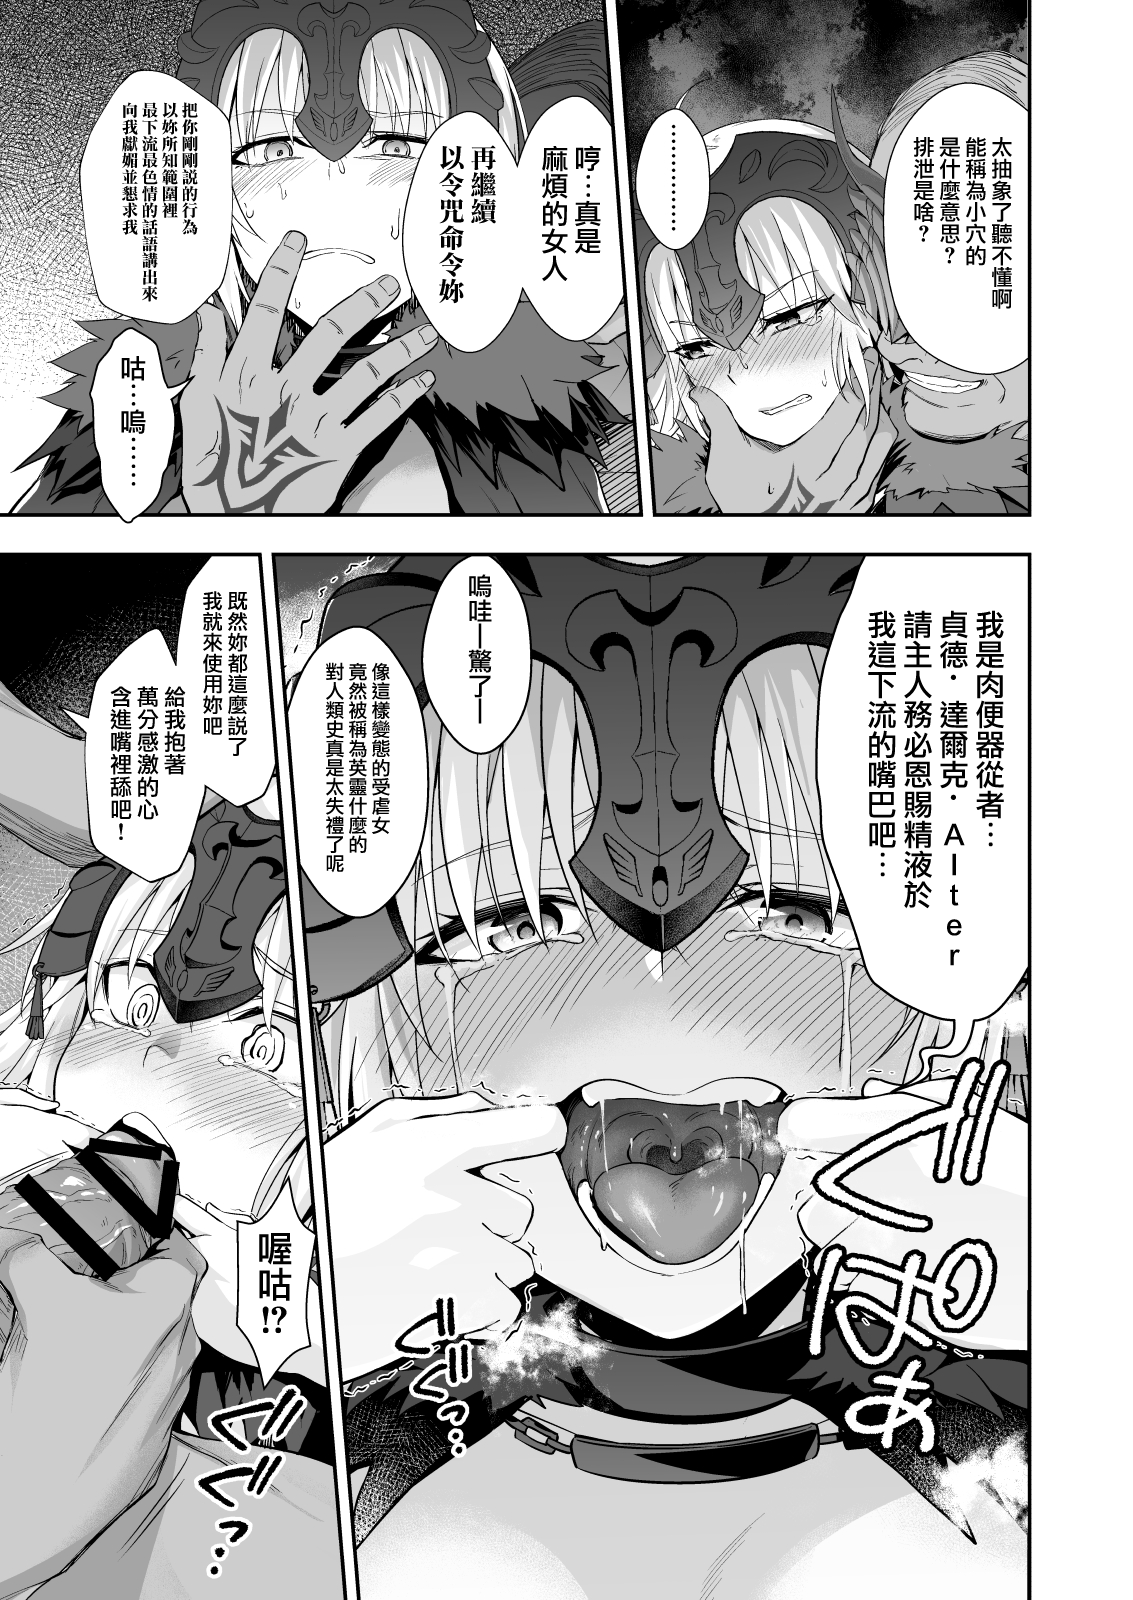 太抽象了聽不懂啊
能稱為小穴的
是什麼意思？
排泄是啥？
………
哼…真是
麻煩的女人
再繼續
以令咒命令妳
把你剛剛說的行為
以妳所知範圍裡
最下流最色情的話語講出來
向我獻媚並懇求我
咕…嗚……
我是肉便器從者…
貞德・達爾克・Alter
請主人務必恩賜精液於
我這下流的嘴巴吧…
ぐぱぁ
嗚哇ー驚了ー
像這樣變態的受虐女
竟然被稱為英靈什麼的
對人類史真是太失禮了呢
ぐっ…
既然妳都這麼說了
我就來使用妳吧
給我抱著
萬分感激的心
含進嘴裡舔吧！
喔咕!?
ぐぐ…